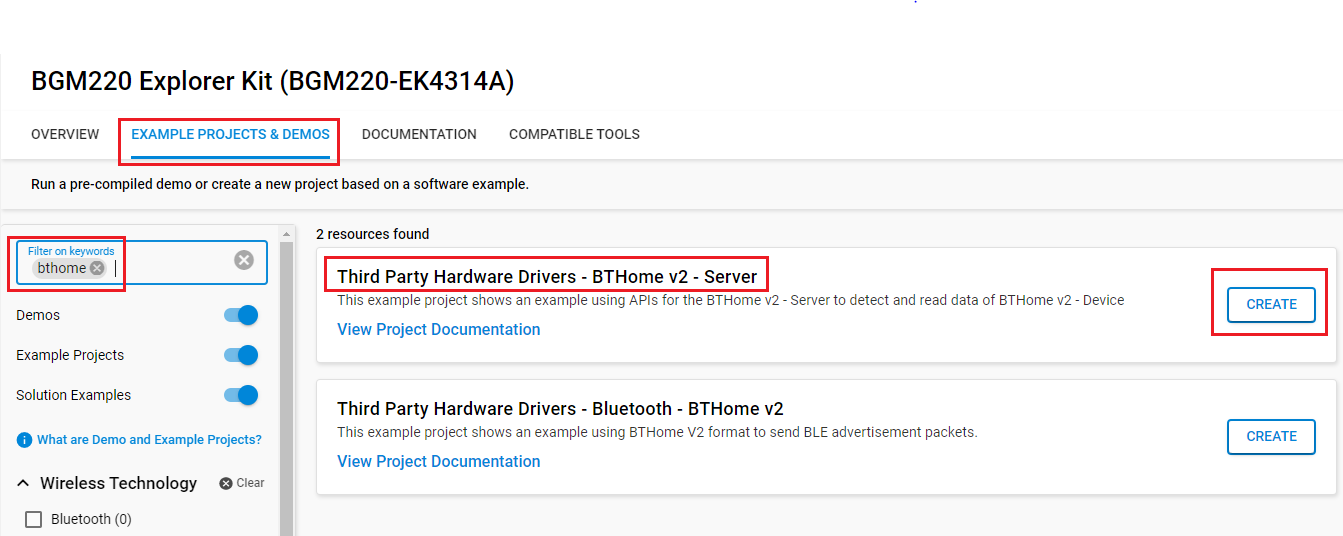 BGM220 Explorer Kit (BGM220-EK4314A)
OVERVIEW EXAMPLE PROJECTS & DEMOS DOCUMENTATION COMPATIBLE TOOLS
Run a pre-compiled demo or create a new project based on a software example.
Filter on keywords
bthome
Demos
Example Projects
Solution Examples
What are Demo and Example Projects?
Wireless Technology Clear
Bluetooth (0)
2 resources found
Third Party Hardware Drivers - BTHome v2 - Server
This example project shows an example using APIs for the BTHome v2 - Server to detect and read data of BTHome v2 - Device
View Project Documentation
CREATE
Third Party Hardware Drivers - Bluetooth - BTHome v2
This example project shows an example using BTHome V2 format to send BLE advertisement packets.
View Project Documentation
CREATE